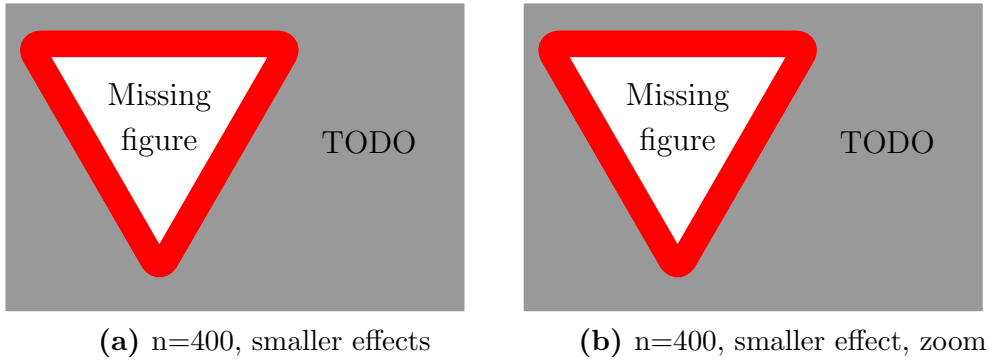 Missing
figure
TODO
Missing
figure
TODO
(a) n=400, smaller effects
(b) n=400, smaller effect, zoom